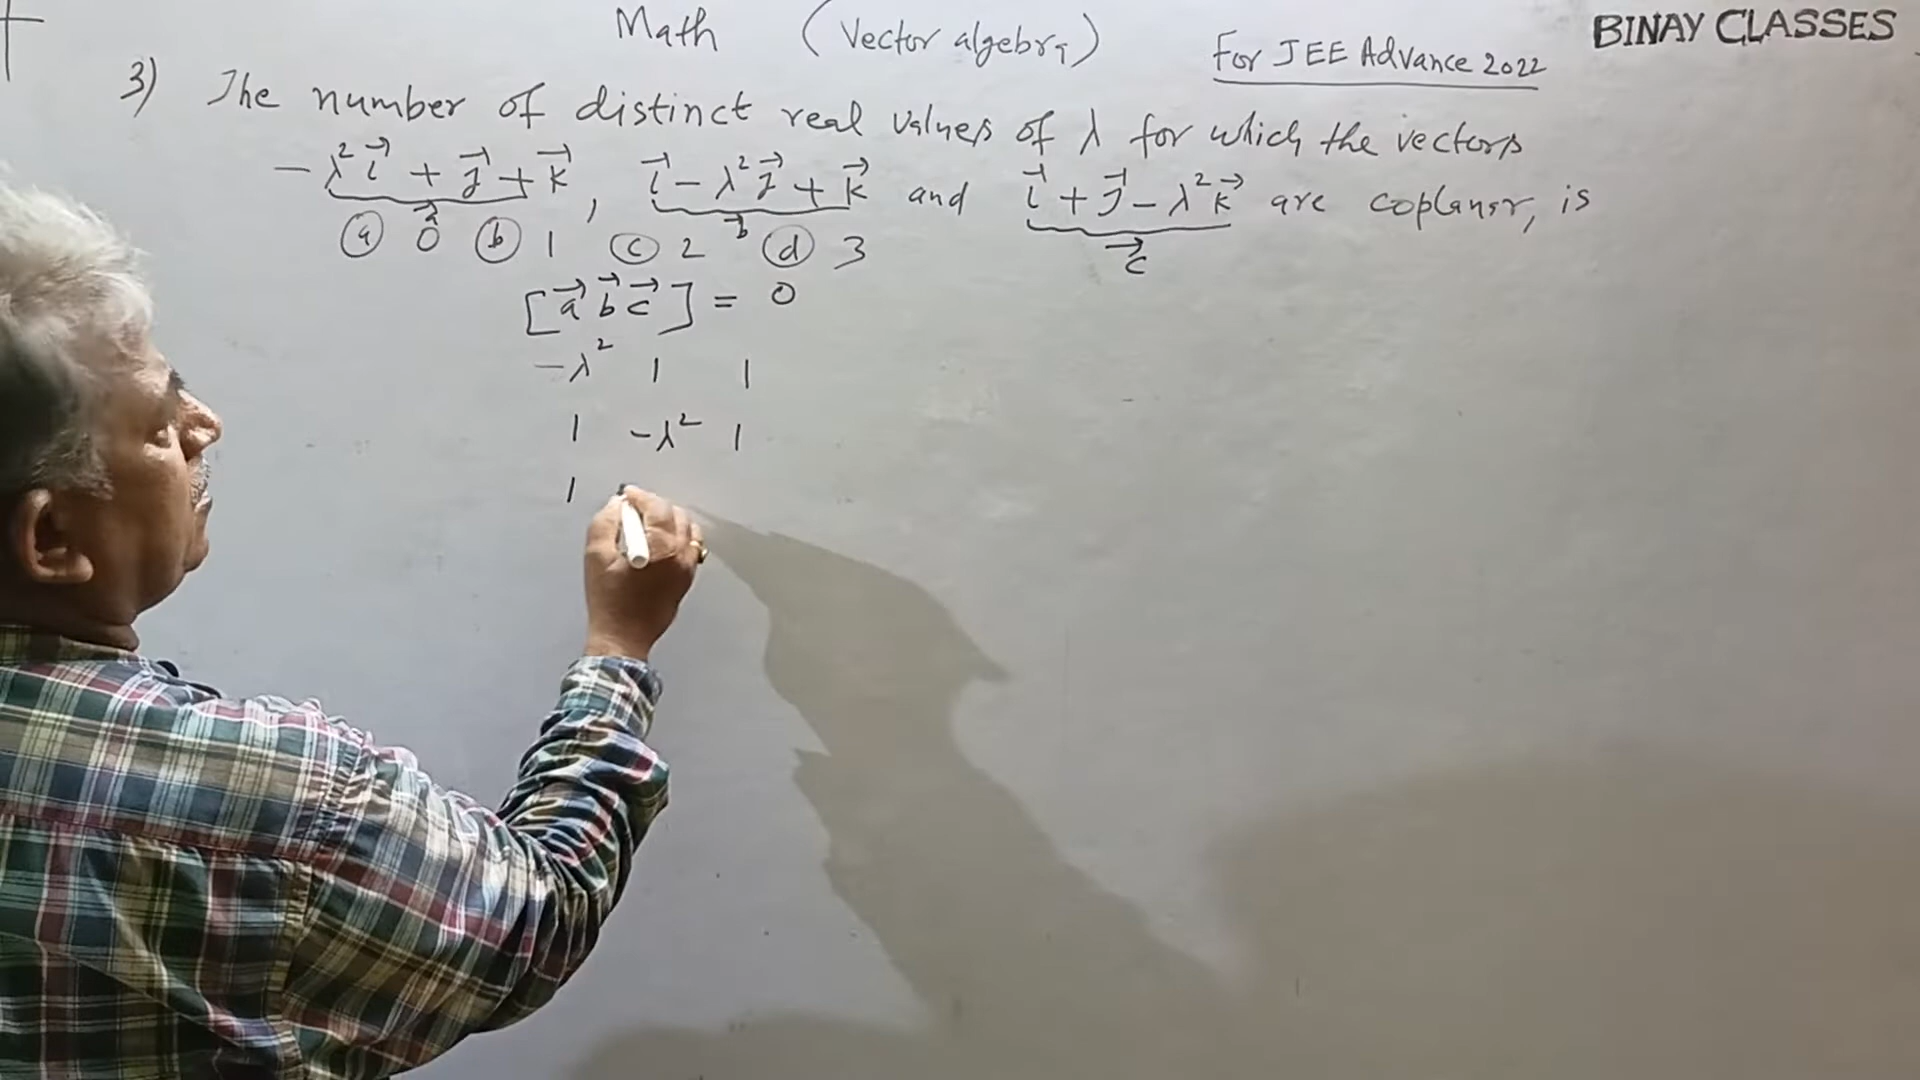 Math (Vector algebra) For JEE Advance 2022 BINAY CLASSES
3) The number of distinct real values of λ for which the vectors
-λ²i⃗ + j⃗ + k⃗, i⃗ - λ²j⃗ + k⃗ and i⃗ + j⃗ - λ²k⃗ are coplanar, is
a⃗ b⃗ c⃗
ⓐ 0 ⓑ 1 ⓒ 2 ⓓ 3
[a⃗ b⃗ c⃗] = 0
-λ² 1 1
1 -λ² 1
1